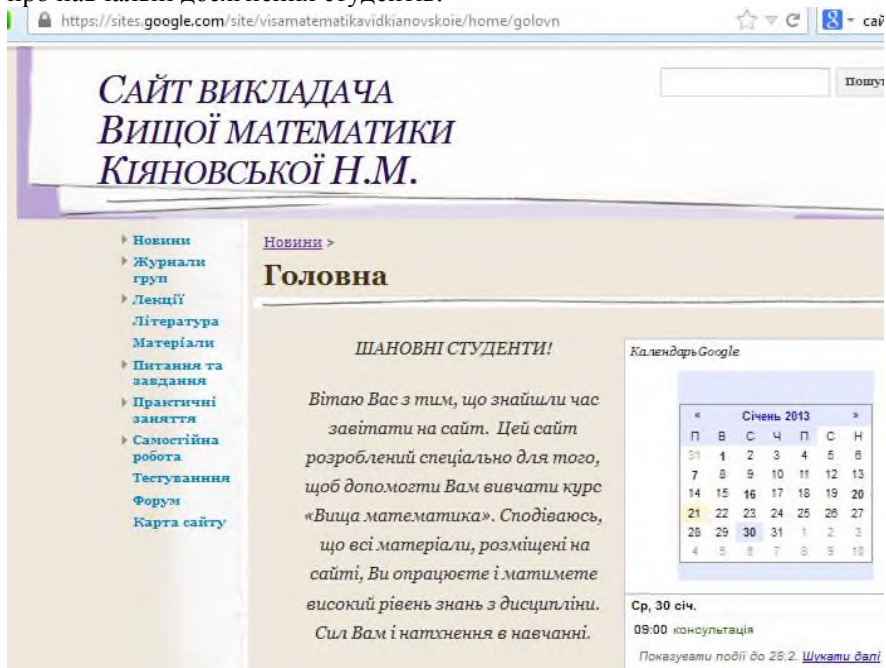 https://sites.google.com/site/visamatematikavidkianovskoie/home/golovn
САЙТ ВИКЛАДАЧА
ВИЩОЇ МАТЕМАТИКИ
КІЯНОВСЬКОЇ Н.М.
Новини
Журнали
груп
Лекції
Література
Матеріали
Питання та
завдання
Практичні
заняття
Самостійна
робота
Тестуванння
Форум
Карта сайту
Новини >
Головна
ШАНОВНІ СТУДЕНТИ!
Вітаю Вас з тим, що знайшли час
завітати на сайт. Цей сайт
розроблений спеціально для того,
щоб допомогти Вам вивчати курс
«Вища математика». Сподіваюсь,
що всі матеріали, розміщені на
сайті, Ви опрацюєте і матимете
високий рівень знань з дисципліни.
Сил Вам і натхнення в навчанні.
Календарь Google
« Січень 2013 »
П В С Ч П С Н
31 1 2 3 4 5 6
7 8 9 10 11 12 13
14 15 16 17 18 19 20
21 22 23 24 25 26 27
28 29 30 31 1 2 3
4 5 6 7 8 9 10
Ср, 30 січ.
09:00 консультація
Показувати події до 28.2. Шукати далі